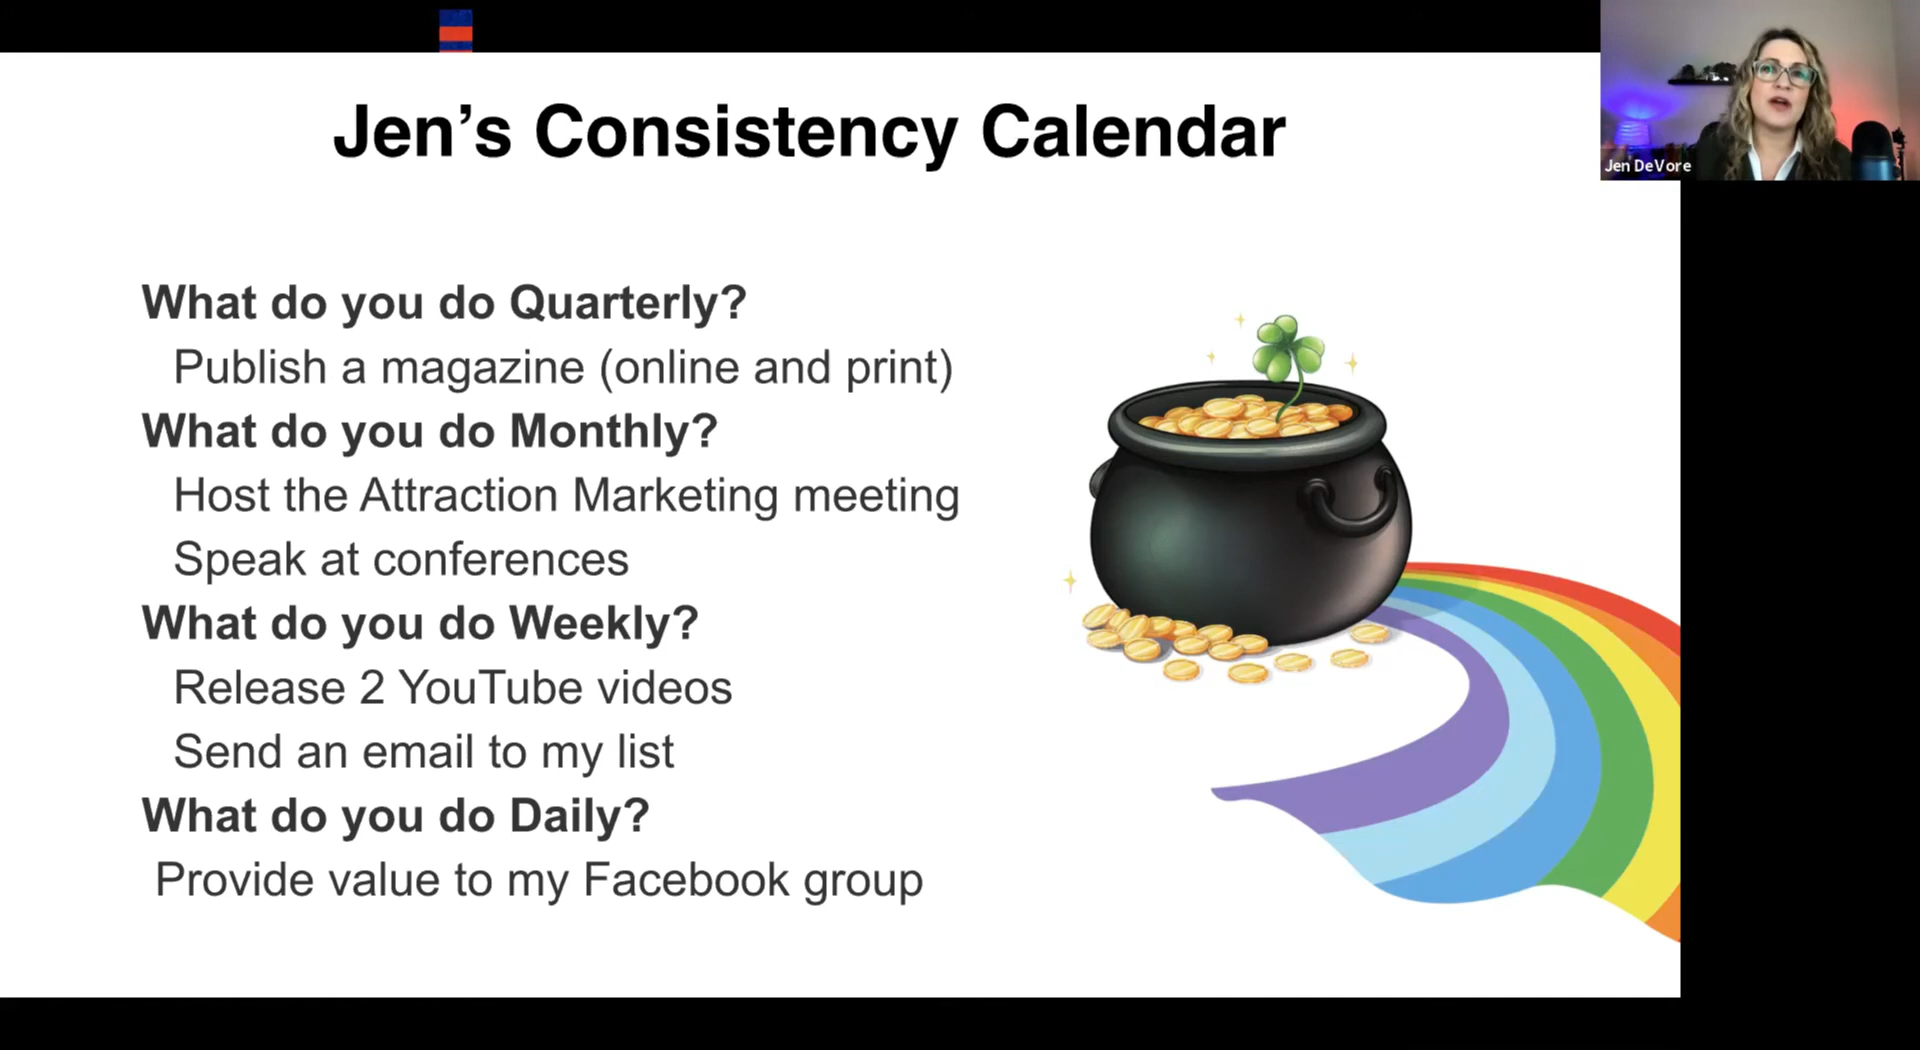 Jen’s Consistency Calendar
Jen DeVore
What do you do Quarterly?
Publish a magazine (online and print)
What do you do Monthly?
Host the Attraction Marketing meeting
Speak at conferences
What do you do Weekly?
Release 2 YouTube videos
Send an email to my list
What do you do Daily?
Provide value to my Facebook group